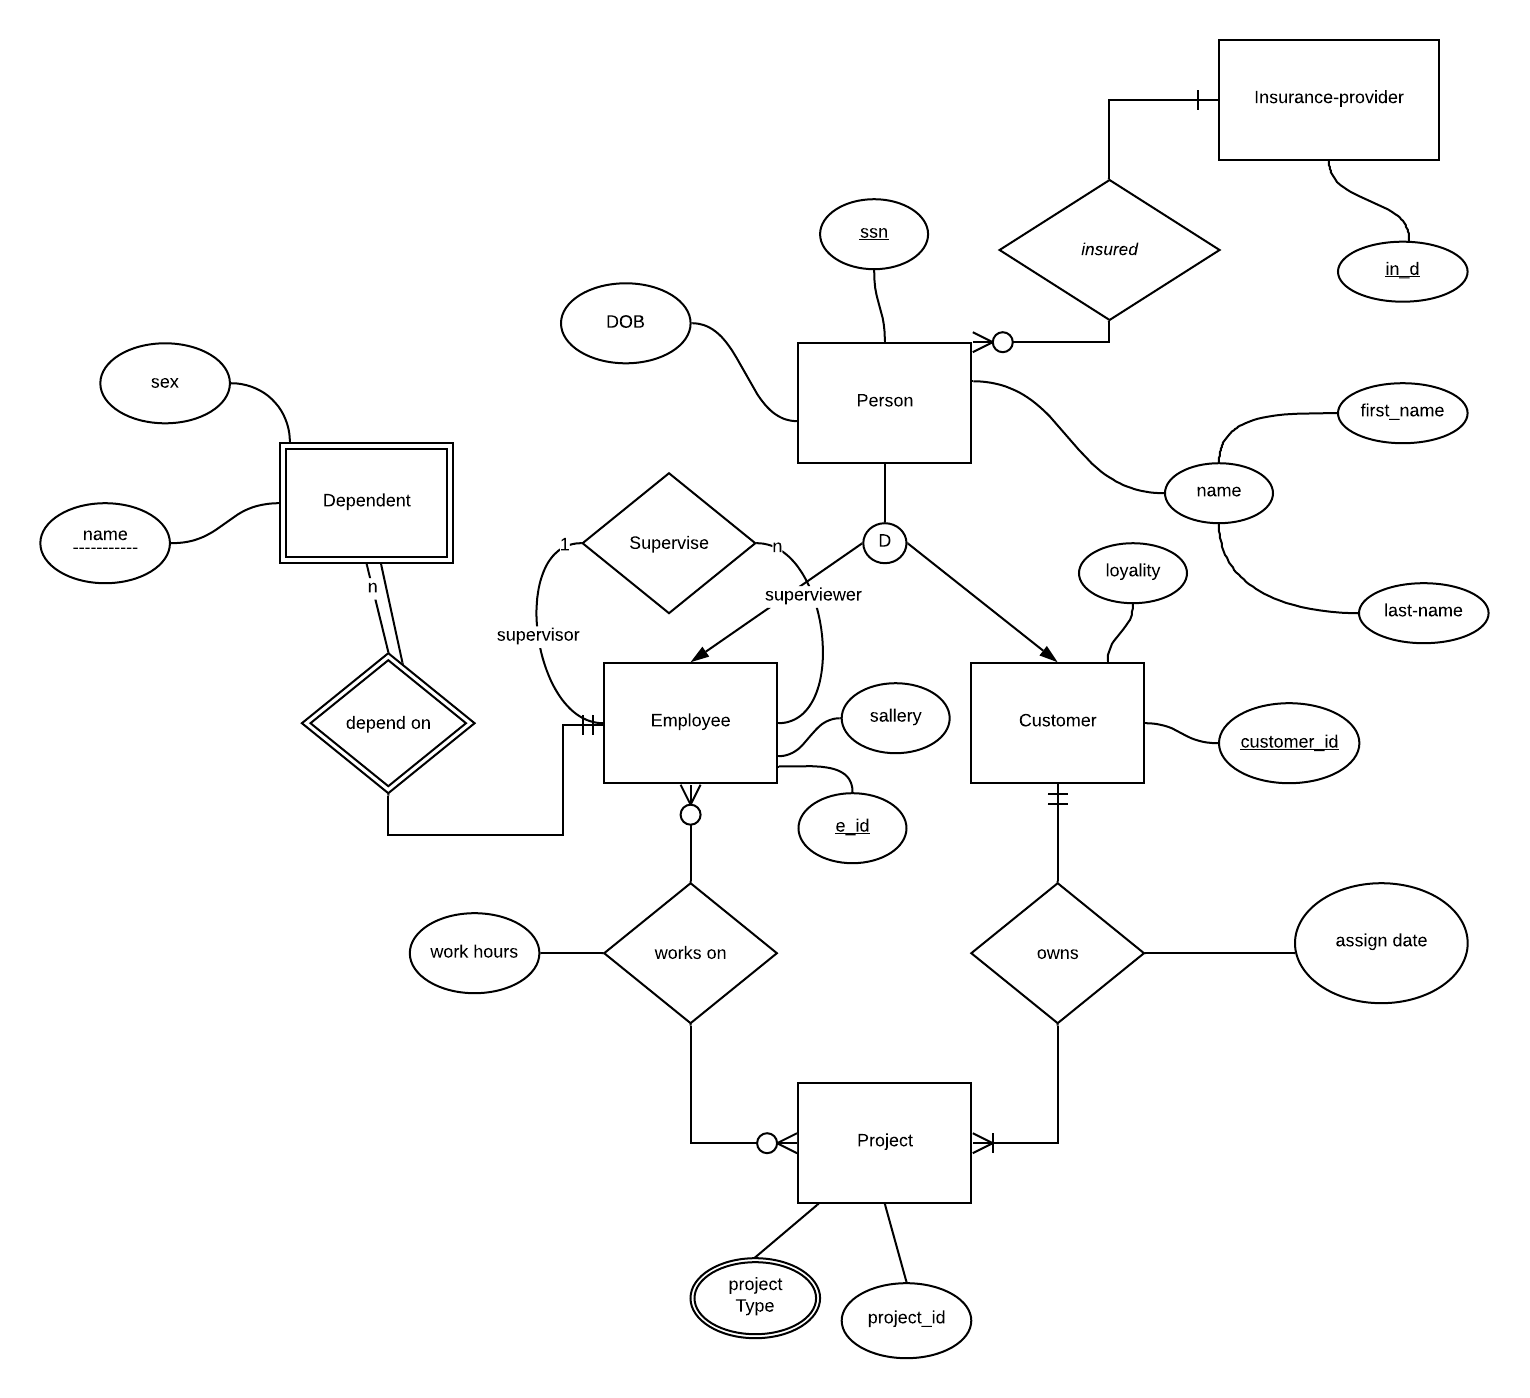 Insurance-provider
ssn
insured
in_d
DOB
sex
Person
first_name
name
Dependent
name
Supervise
1
n
D
loyality
n
superviewer
last-name
supervisor
depend on
Employee
sallery
Customer
customer_id
e_id
work hours
works on
owns
assign date
Project
project
Type
project_id